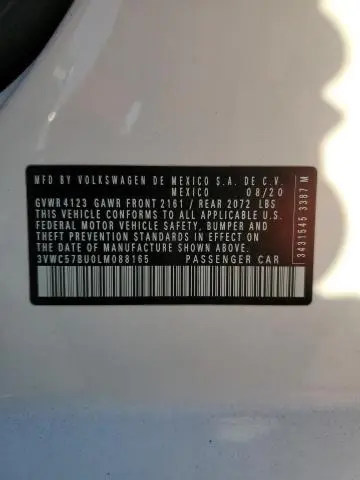 MFD BY VOLKSWAGEN DE MEXICO S.A. DE C.V.
MEXICO 08/20
GVWR 4123 GAWR FRONT 2161 / REAR 2072 LBS
THIS VEHICLE CONFORMS TO ALL APPLICABLE U.S.
FEDERAL MOTOR VEHICLE SAFETY, BUMPER AND
THEFT PREVENTION STANDARDS IN EFFECT ON
THE DATE OF MANUFACTURE SHOWN ABOVE.
3VWC57BU0LM088165 PASSENGER CAR
3431545 3387 M